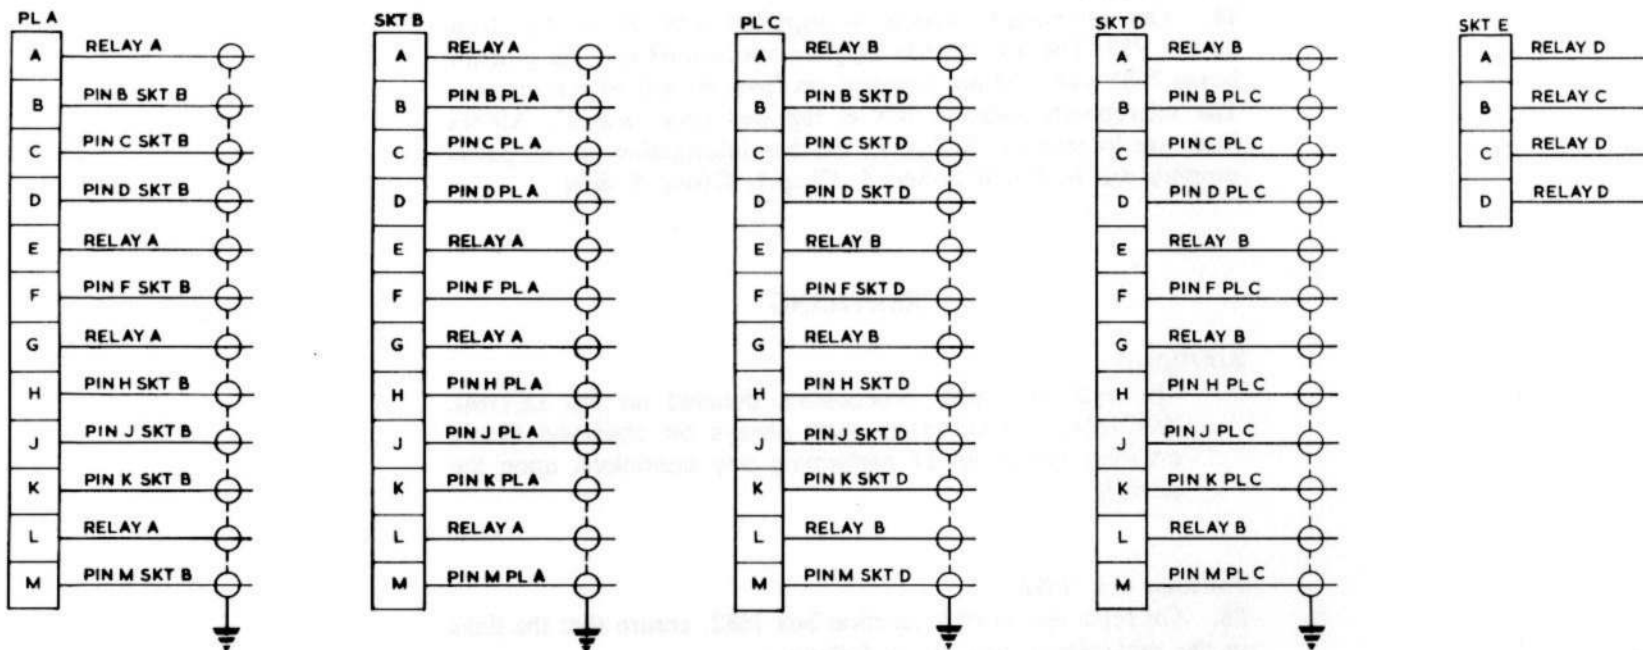 PL A
A RELAY A
B PIN B SKT B
C PIN C SKT B
D PIN D SKT B
E RELAY A
F PIN F SKT B
G RELAY A
H PIN H SKT B
J PIN J SKT B
K PIN K SKT B
L RELAY A
M PIN M SKT B
SKT B
A RELAY A
B PIN B PL A
C PIN C PL A
D PIN D PL A
E RELAY A
F PIN F PL A
G RELAY A
H PIN H PL A
J PIN J PL A
K PIN K PL A
L RELAY A
M PIN M PL A
PL C
A RELAY B
B PIN B SKT D
C PIN C SKT D
D PIN D SKT D
E RELAY B
F PIN F SKT D
G RELAY B
H PIN H SKT D
J PIN J SKT D
K PIN K SKT D
L RELAY B
M PIN M SKT D
SKT D
A RELAY B
B PIN B PL C
C PIN C PL C
D PIN D PL C
E RELAY B
F PIN F PL C
G RELAY B
H PIN H PL C
J PIN J PL C
K PIN K PL C
L RELAY B
M PIN M PL C
SKT E
A RELAY D
B RELAY C
C RELAY D
D RELAY D